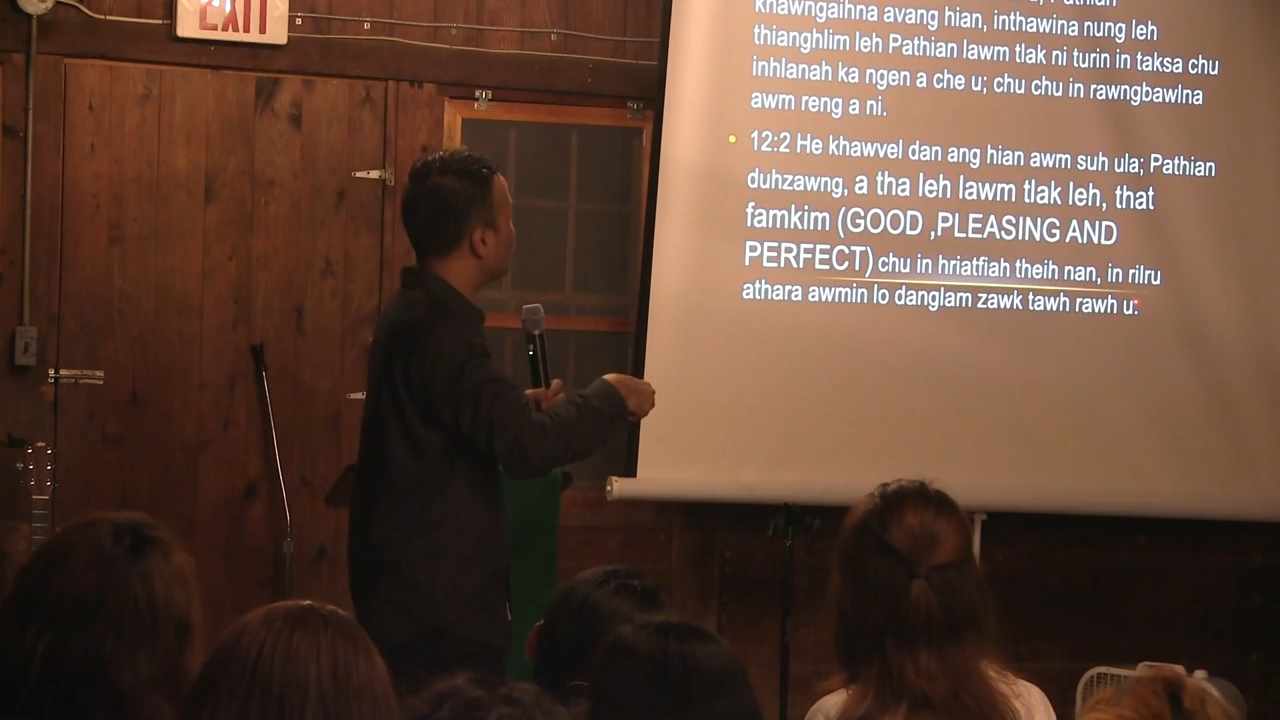 EXIT
khawngaihna avang hian, inthawina nung leh
thianghlim leh Pathian lawm tlak ni turin in taksa chu
inhlanah ka ngen a che u; chu chu in rawngbawlna
awm reng a ni.
12:2 He khawvel dan ang hian awm suh ula; Pathian
duhzawng, a tha leh lawm tlak leh, that
famkim (GOOD ,PLEASING AND
PERFECT) chu in hriatfiah theih nan, in rilru
athara awmin lo danglam zawk tawh rawh u: